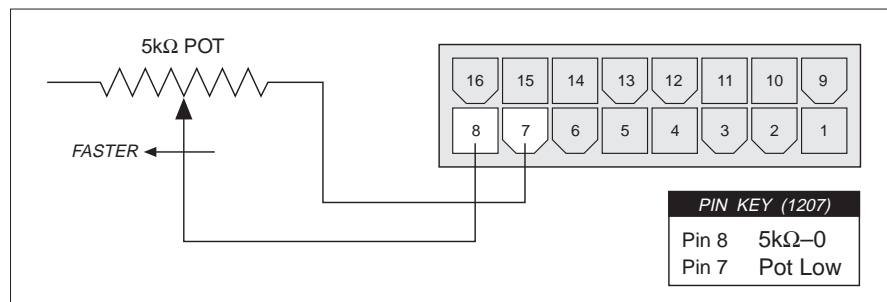 5kΩ POT
16 15 14 13 12 11 10 9
8 7 6 5 4 3 2 1
FASTER
PIN KEY (1207)
Pin 8 5kΩ–0
Pin 7 Pot Low